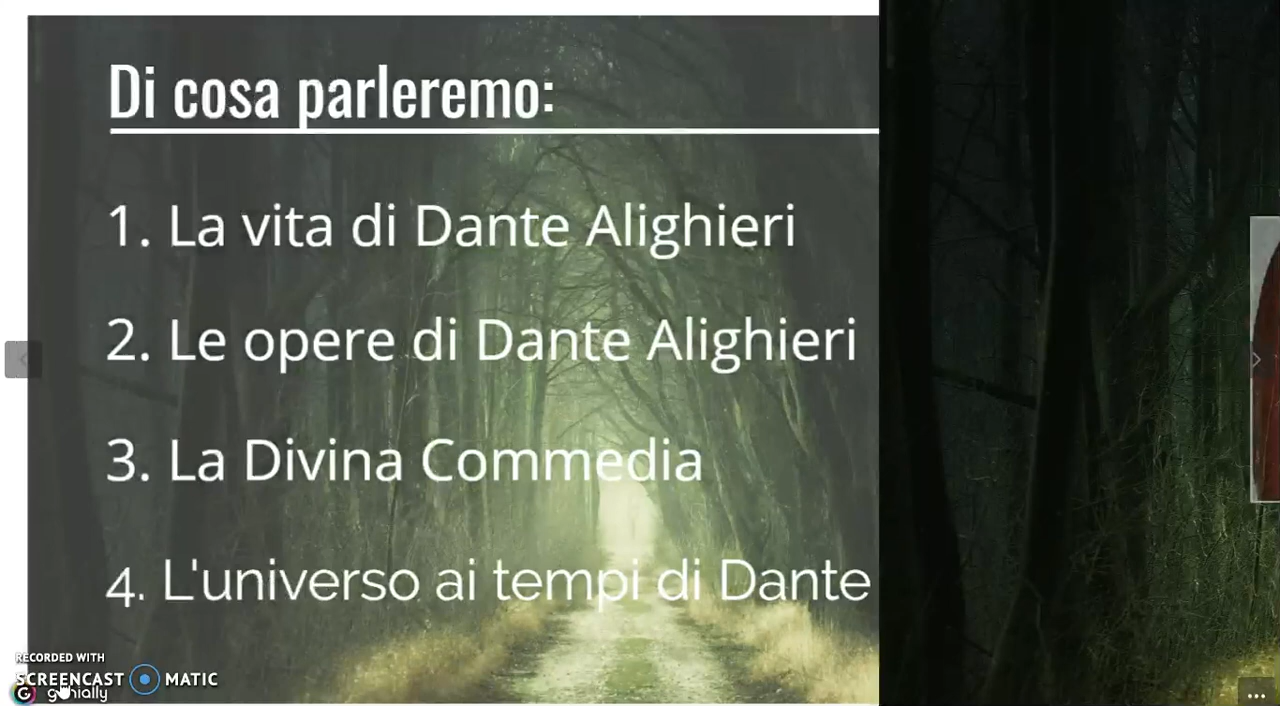 Di cosa parleremo:
1. La vita di Dante Alighieri
2. Le opere di Dante Alighieri
3. La Divina Commedia
4. L'universo ai tempi di Dante
RECORDED WITH
SCREENCAST MATIC
genially